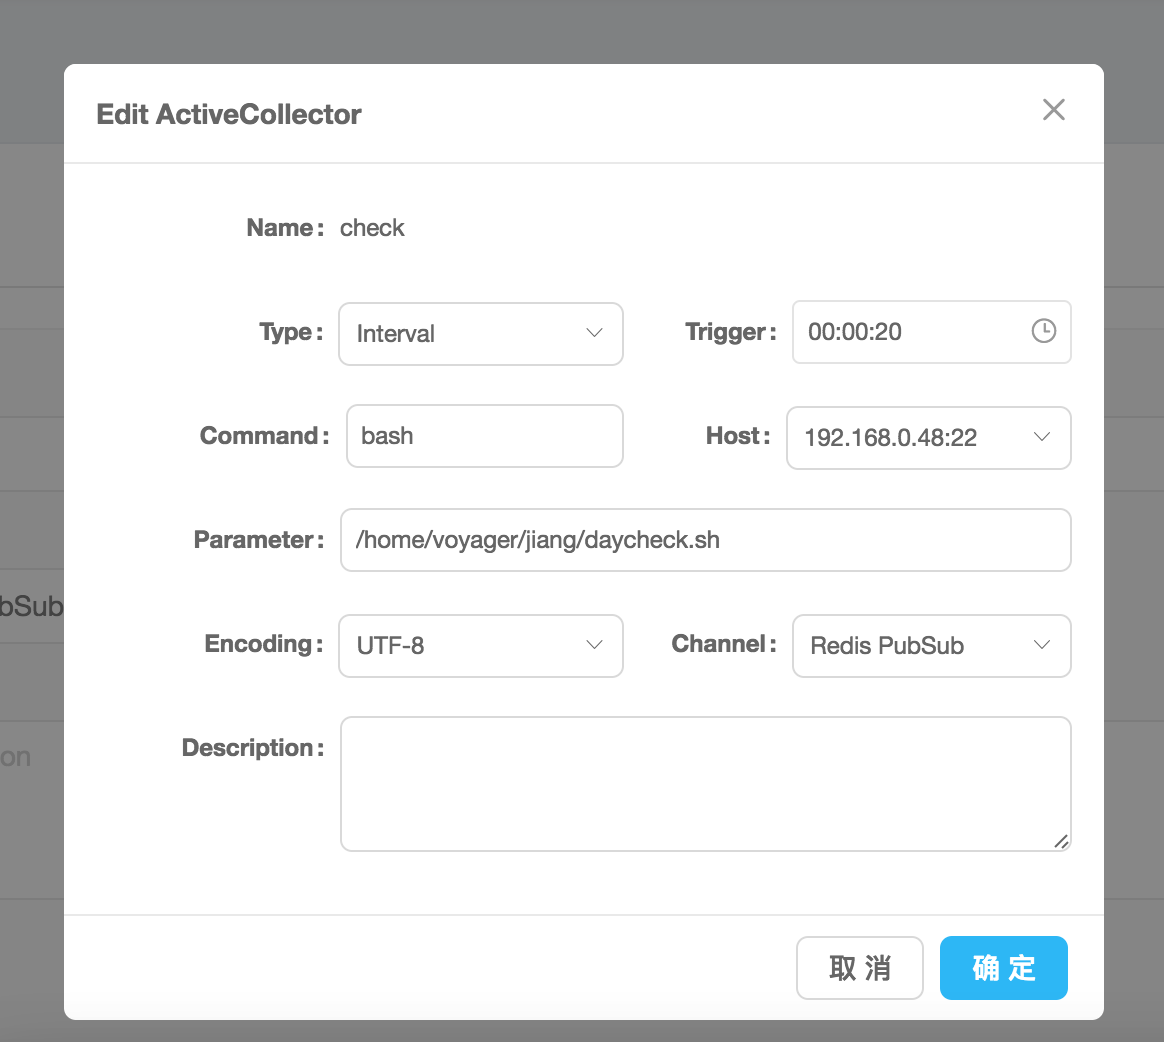 Edit ActiveCollector
Name: check
Type: Interval Trigger: 00:00:20
Command: bash Host: 192.168.0.48:22
Parameter: /home/voyager/jiang/daycheck.sh
bSub
Encoding: UTF-8 Channel: Redis PubSub
Description:
on
取 消 确 定